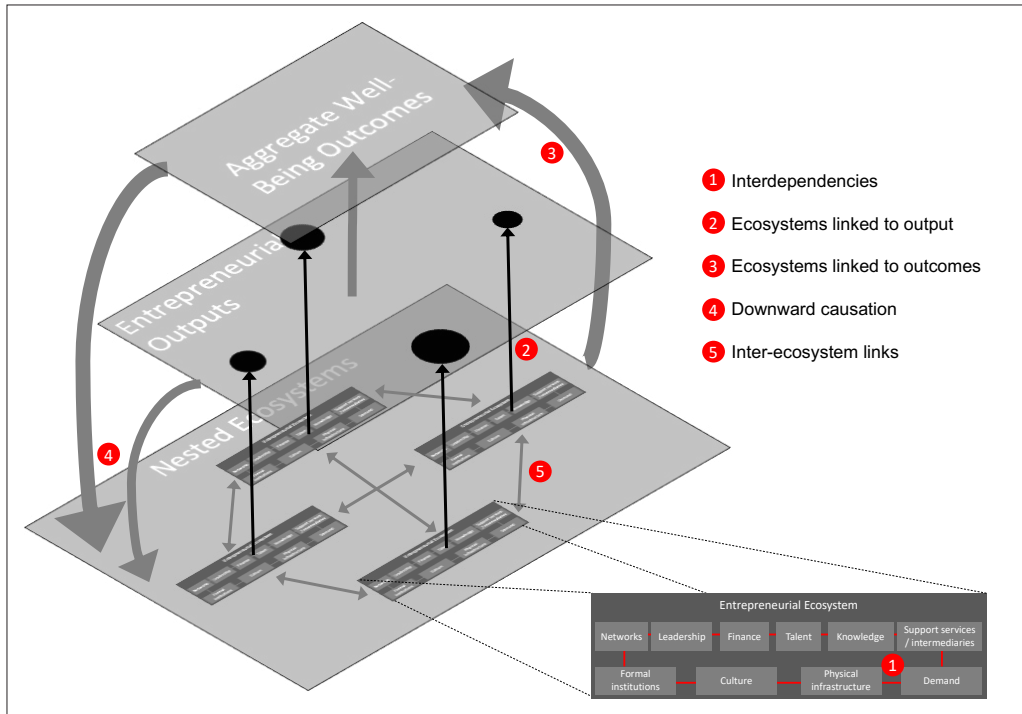 Aggregate Well-
Being Outcomes
Entrepreneurial
Outputs
Nested Ecosystems
3
2
4
5
1 Interdependencies
2 Ecosystems linked to output
3 Ecosystems linked to outcomes
4 Downward causation
5 Inter-ecosystem links
Entrepreneurial Ecosystem
Networks
Leadership
Finance
Talent
Knowledge
Support services
/ intermediaries
Formal
institutions
Culture
Physical
infrastructure
1
Demand